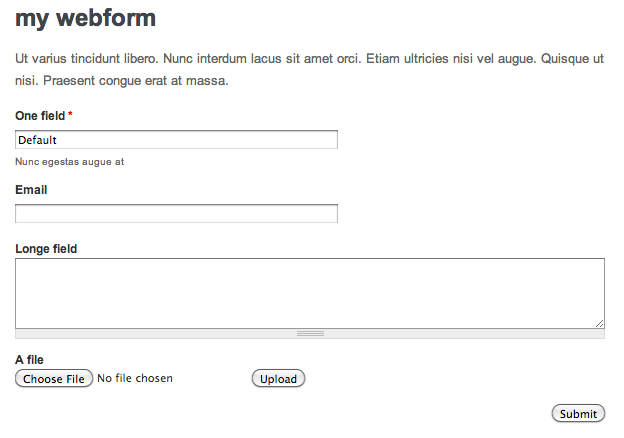 my webform
Ut varius tincidunt libero. Nunc interdum lacus sit amet orci. Etiam ultricies nisi vel augue. Quisque ut
nisi. Praesent congue erat at massa.
One field *
Default
Nunc egestas augue at
Email
Longe field
A file
Choose File No file chosen Upload
Submit